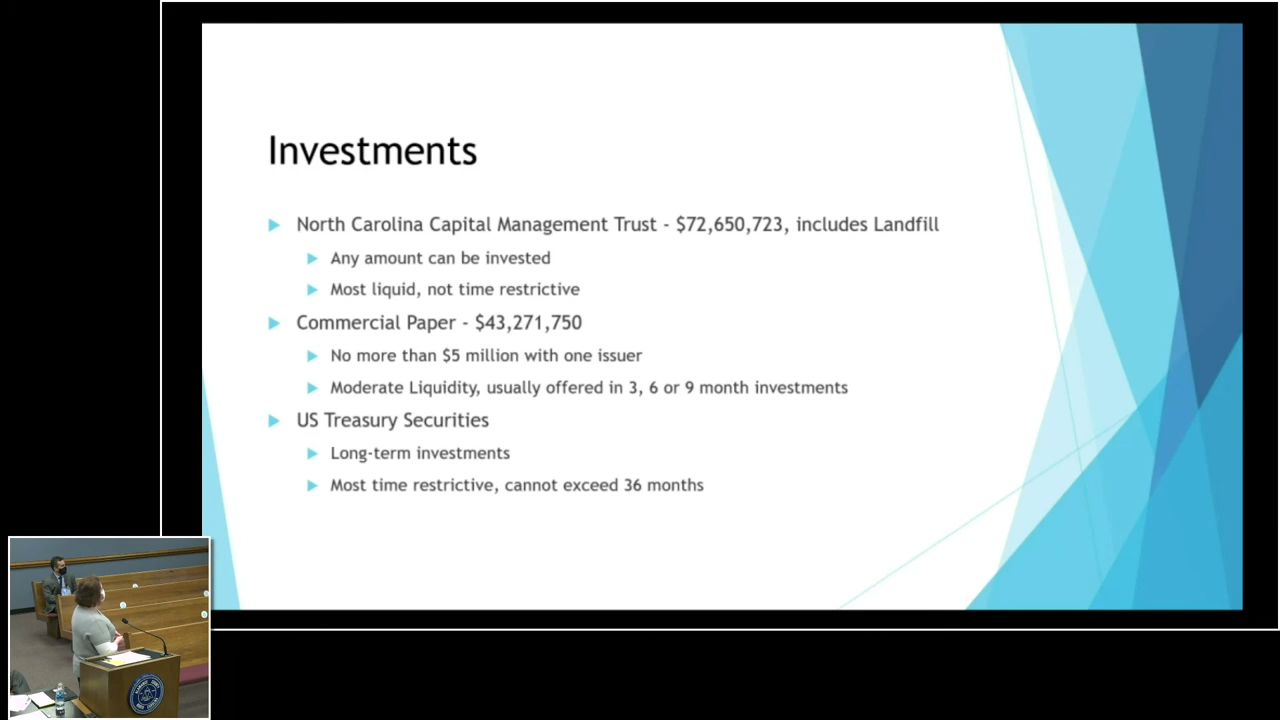 Investments
North Carolina Capital Management Trust - $72,650,723, includes Landfill
Any amount can be invested
Most liquid, not time restrictive
Commercial Paper - $43,271,750
No more than $5 million with one issuer
Moderate Liquidity, usually offered in 3, 6 or 9 month investments
US Treasury Securities
Long-term investments
Most time restrictive, cannot exceed 36 months